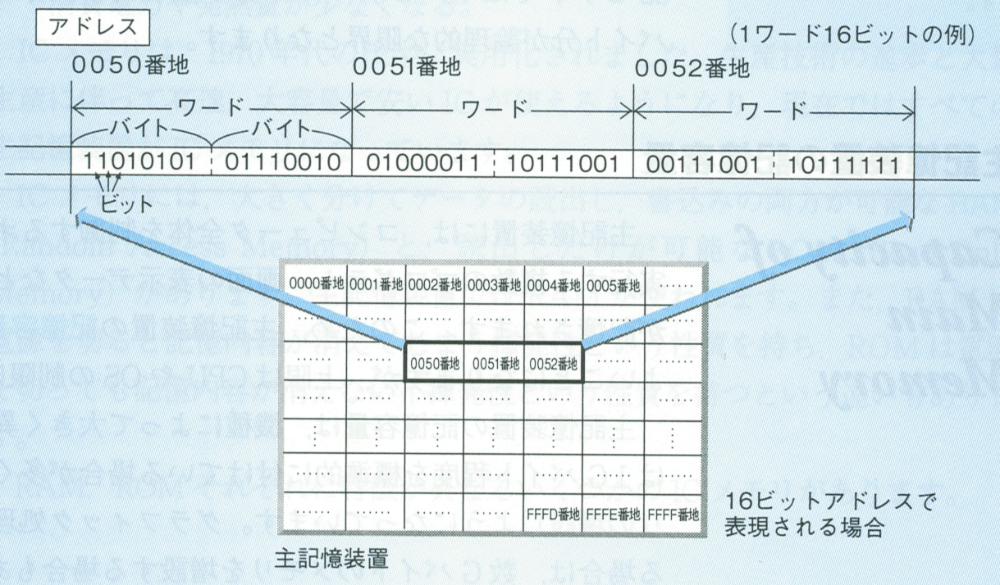 アドレス
(1ワード16ビットの例)
0050番地 0051番地 0052番地
ワード ワード ワード
バイト バイト
11010101 01110010 01000011 10111001 00111001 10111111
ビット
0000番地 0001番地 0002番地 0003番地 0004番地 0005番地 ……
…… …… …… …… …… …… ……
…… …… 0050番地 0051番地 0052番地 …… ……
FFFD番地 FFFE番地 FFFF番地
16ビットアドレスで
表現される場合
主記憶装置